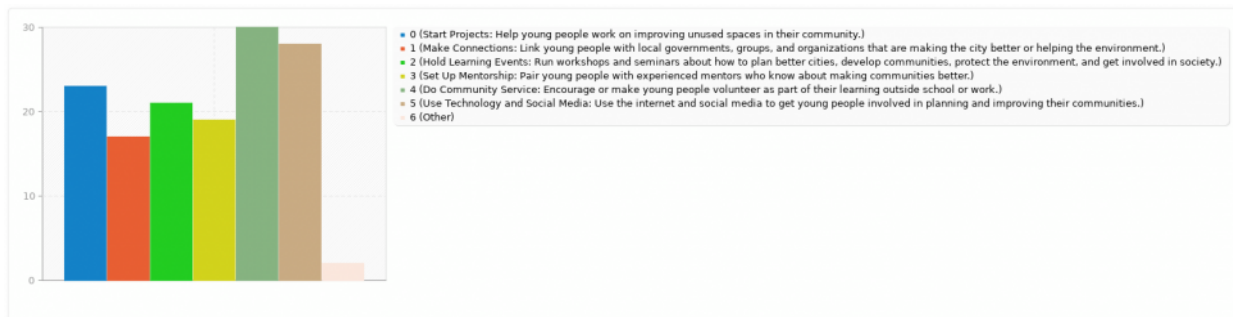 30
20
10
0
0 (Start Projects: Help young people work on improving unused spaces in their community.)
1 (Make Connections: Link young people with local governments, groups, and organizations that are making the city better or helping the environment.)
2 (Hold Learning Events: Run workshops and seminars about how to plan better cities, develop communities, protect the environment, and get involved in society.)
3 (Set Up Mentorship: Pair young people with experienced mentors who know about making communities better.)
4 (Do Community Service: Encourage or make young people volunteer as part of their learning outside school or work.)
5 (Use Technology and Social Media: Use the internet and social media to get young people involved in planning and improving their communities.)
6 (Other)